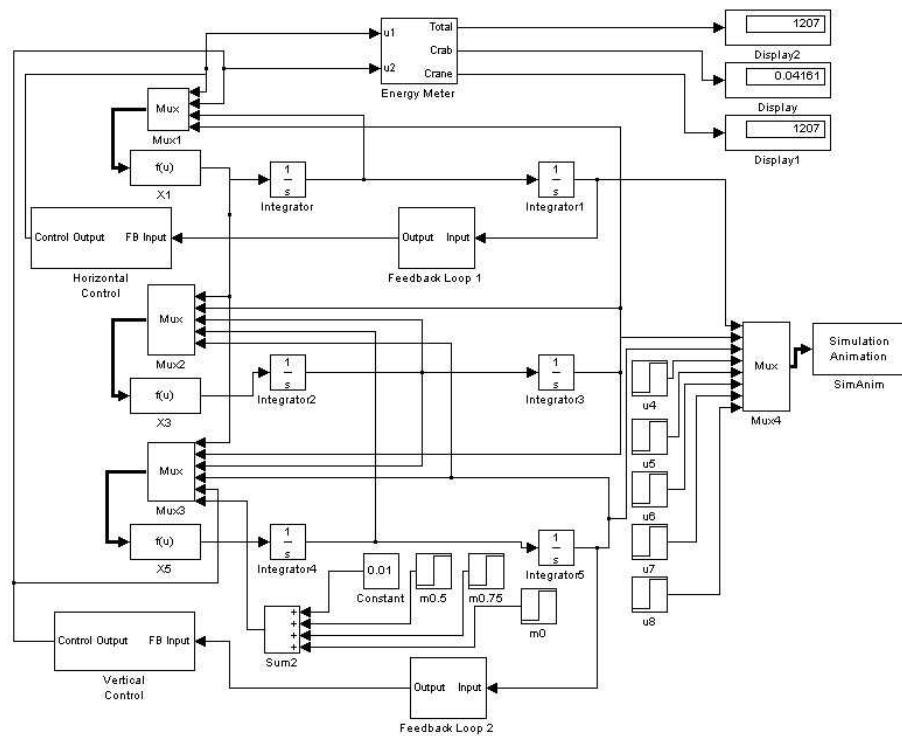 u1
u2
Total
Crab
Crane
Energy Meter
1207
Display2
0.04161
Display
1207
Display1
Mux
Mux1
f(u)
X1
1
s
Integrator
1
s
Integrator1
Control Output FB Input
Horizontal
Control
Output Input
Feedback Loop 1
Mux
Mux2
f(u)
X3
1
s
Integrator2
1
s
Integrator3
u4
u5
u6
u7
u8
Mux
Mux4
Simulation
Animation
SimAnim
Mux
Mux3
f(u)
X5
1
s
Integrator4
1
s
Integrator5
0.01
Constant
m0.5
m0.75
m0
+
+
+
+
Sum2
Control Output FB Input
Vertical
Control
Output Input
Feedback Loop 2